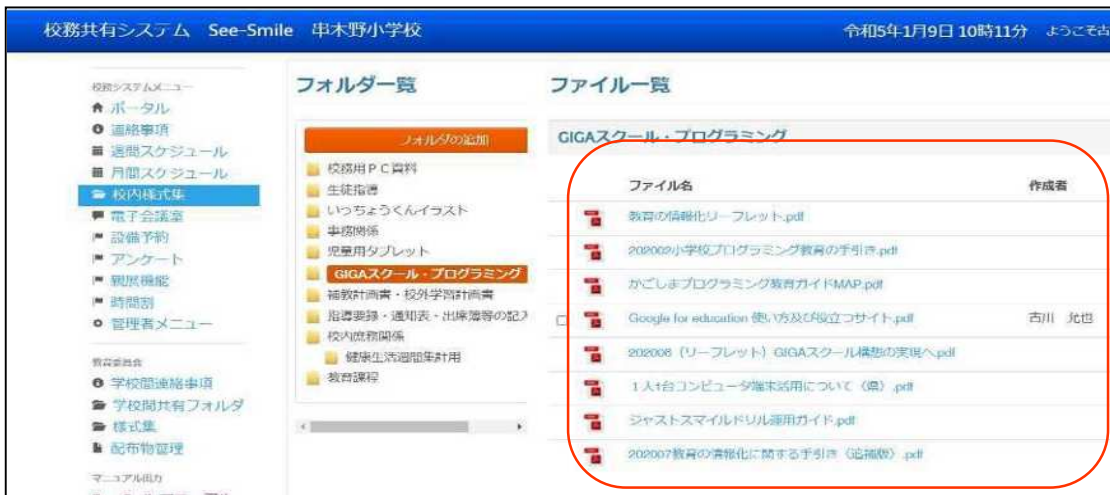 校務共有システム See-Smile 串木野小学校
令和5年1月9日 10時11分 ようこそ古
校務システムメニュー
ポータル
連絡事項
週間スケジュール
月間スケジュール
校内様式集
電子会議室
設備予約
アンケート
観覧機能
時間割
管理者メニュー
教育委員会
学校間連絡事項
学校間共有フォルダ
様式集
配布物管理
マニュアル出力
フォルダ一覧
フォルダの追加
校務用PC資料
生徒指導
いっちょうくんイラスト
事務関係
児童用タブレット
GIGAスクール・プログラミング
補教計画書・校外学習計画書
指導要録・通知表・出席簿等の記入
校内庶務関係
健康生活週間集計用
教育課程
ファイル一覧
GIGAスクール・プログラミング
ファイル名 作成者
教育の情報化リーフレット.pdf
202002小学校プログラミング教育の手引き.pdf
かごしまプログラミング教育ガイドMAP.pdf
Google for education 使い方及び役立つサイト.pdf 古川 允也
202006（リーフレット）GIGAスクール構想の実現へ.pdf
1人1台コンピュータ端末活用について（県）.pdf
ジャストスマイルドリル運用ガイド.pdf
202007教育の情報化に関する手引き（追補版）.pdf